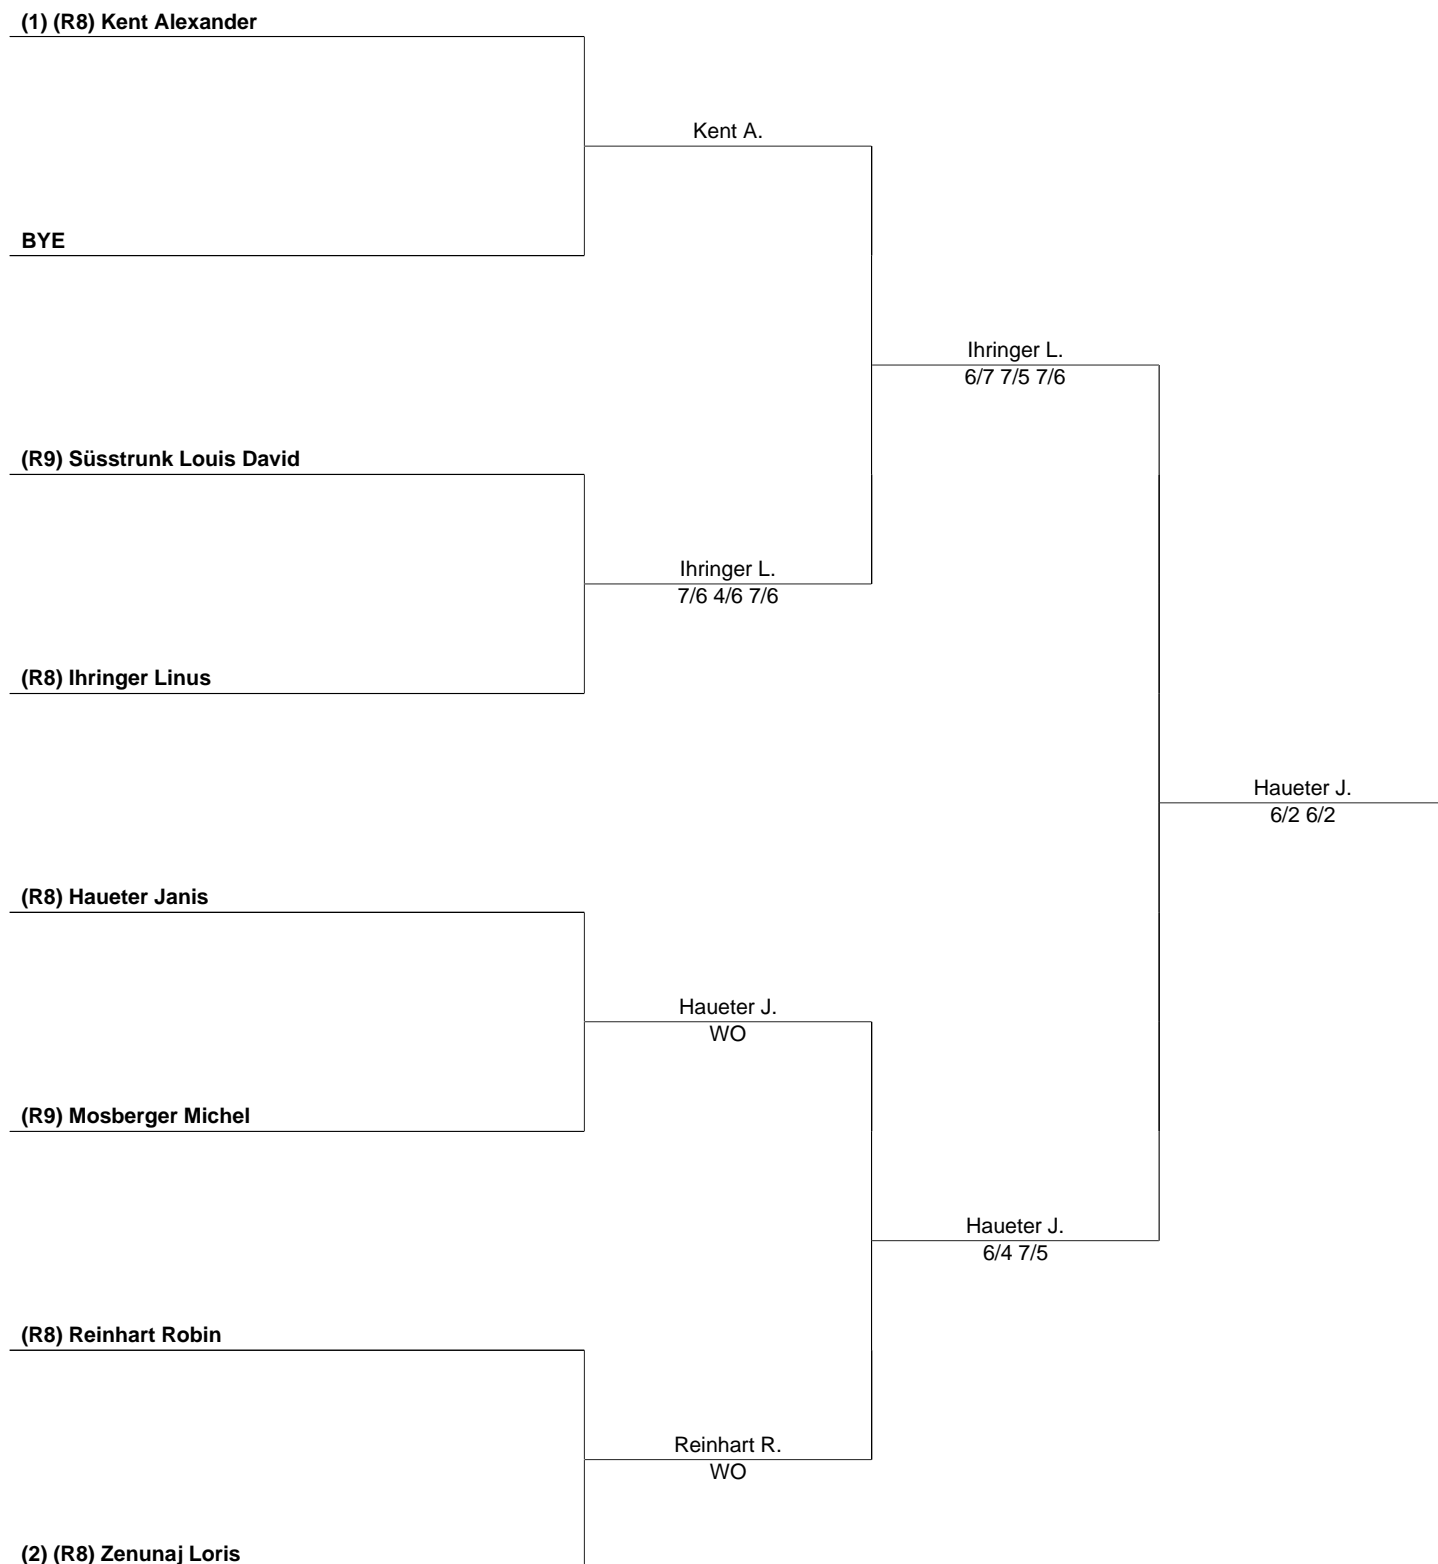 (1) (R8) Kent Alexander
Kent A.
BYE
Ihringer L.
6/7 7/5 7/6
(R9) Süsstrunk Louis David
Ihringer L.
7/6 4/6 7/6
(R8) Ihringer Linus
Haueter J.
6/2 6/2
(R8) Haueter Janis
Haueter J.
WO
(R9) Mosberger Michel
Haueter J.
6/4 7/5
(R8) Reinhart Robin
Reinhart R.
WO
(2) (R8) Zenunaj Loris